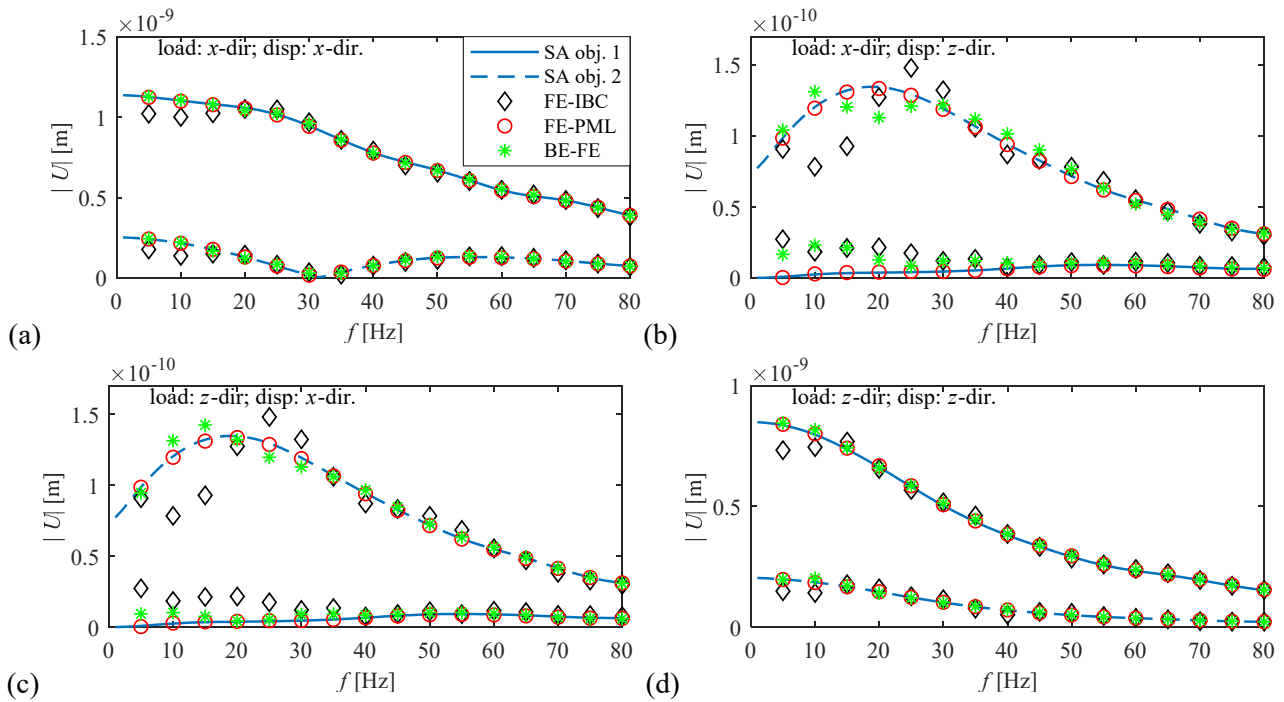 ×10⁻⁹
load: x-dir; disp: x-dir.
SA obj. 1
SA obj. 2
FE-IBC
FE-PML
BE-FE
| U| [m]
1.5
1
0.5
0
0 10 20 30 40 50 60 70 80
f [Hz]
(a)
×10⁻¹⁰
load: x-dir; disp: z-dir.
| U| [m]
1.5
1
0.5
0
0 10 20 30 40 50 60 70 80
f [Hz]
(b)
×10⁻¹⁰
load: z-dir; disp: x-dir.
| U| [m]
1.5
1
0.5
0
0 10 20 30 40 50 60 70 80
f [Hz]
(c)
×10⁻⁹
load: z-dir; disp: z-dir.
| U| [m]
1
0.5
0
0 10 20 30 40 50 60 70 80
f [Hz]
(d)